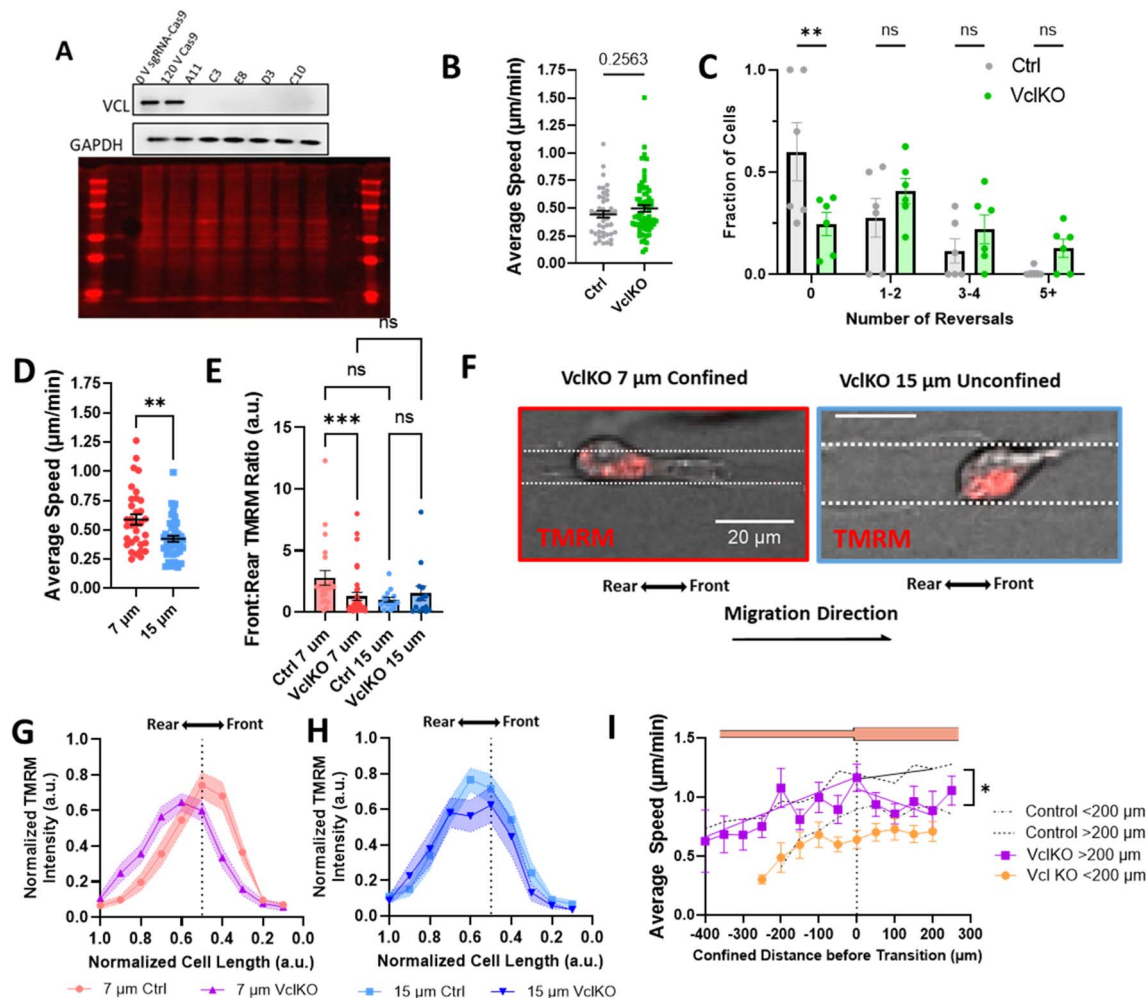 A
0 V sgRNA-Cas9
120 V Cas9
A11
C3
E8
D3
C10
VCL
GAPDH
B
0.2563
Average Speed (µm/min)
1.75
1.50
1.25
1.00
0.75
0.50
0.25
0.00
Ctrl
VclKO
C
**
ns
ns
ns
Ctrl
VclKO
Fraction of Cells
1.0
0.5
0.0
0
1-2
3-4
5+
Number of Reversals
D
**
Average Speed (µm/min)
1.75
1.50
1.25
1.00
0.75
0.50
0.25
0.00
7 µm
15 µm
E
ns
ns
***
ns
Front:Rear TMRM Ratio (a.u.)
15
10
5
0
Ctrl 7 um
VclKO 7 um
Ctrl 15 um
VclKO 15 um
F
VclKO 7 µm Confined
VclKO 15 µm Unconfined
TMRM
20 µm
TMRM
Rear
Front
Rear
Front
Migration Direction
G
Rear
Front
Normalized TMRM
Intensity (a.u.)
1.0
0.8
0.6
0.4
0.2
0.0
1.0
0.8
0.6
0.4
0.2
0.0
Normalized Cell Length (a.u.)
7 µm Ctrl
7 µm VclKO
H
Rear
Front
Normalized TMRM
Intensity (a.u.)
1.0
0.8
0.6
0.4
0.2
0.0
1.0
0.8
0.6
0.4
0.2
0.0
Normalized Cell Length (a.u.)
15 µm Ctrl
15 µm VclKO
I
Average Speed (µm/min)
1.5
1.0
0.5
0.0
-400
-300
-200
-100
0
100
200
300
Confined Distance before Transition (µm)
*
Control <200 µm
Control >200 µm
VclKO >200 µm
Vcl KO <200 µm